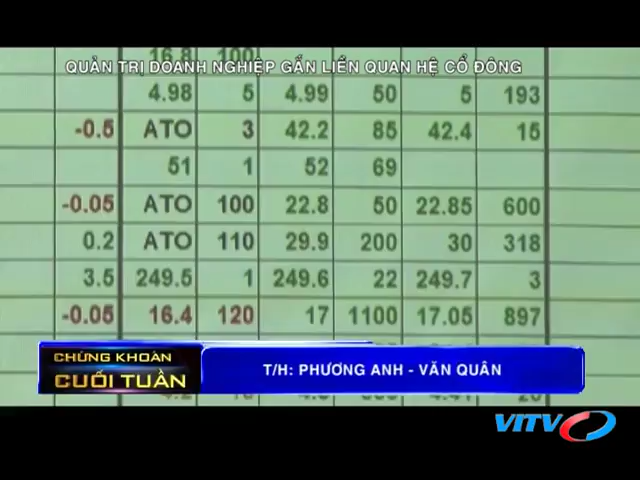 16.8 100
QUẢN TRỊ DOANH NGHIỆP GẮN LIỀN QUAN HỆ CỔ ĐÔNG
4.98 5 4.99 50 5 193
-0.5 ATO 3 42.2 85 42.4 15
51 1 52 69
-0.05 ATO 100 22.8 50 22.85 600
0.2 ATO 110 29.9 200 30 318
3.5 249.5 1 249.6 22 249.7 3
-0.05 16.4 120 17 1100 17.05 897
CHỨNG KHOÁN
CUỐI TUẦN
T/H: PHƯƠNG ANH - VĂN QUÂN
VITV